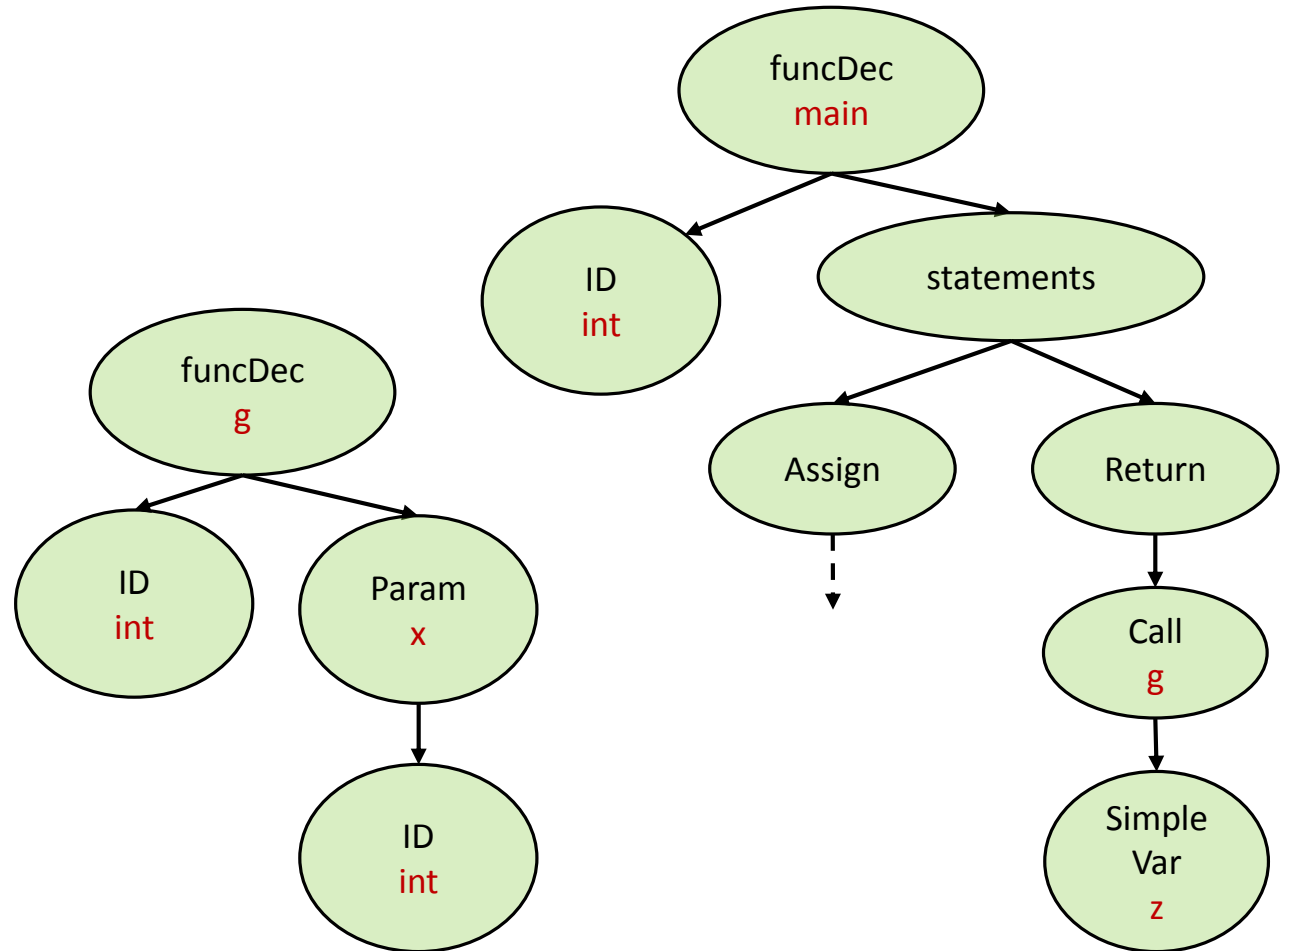 funcDec
main
ID
int
statements
funcDec
g
Assign
Return
ID
int
Param
x
Call
g
ID
int
Simple
Var
z